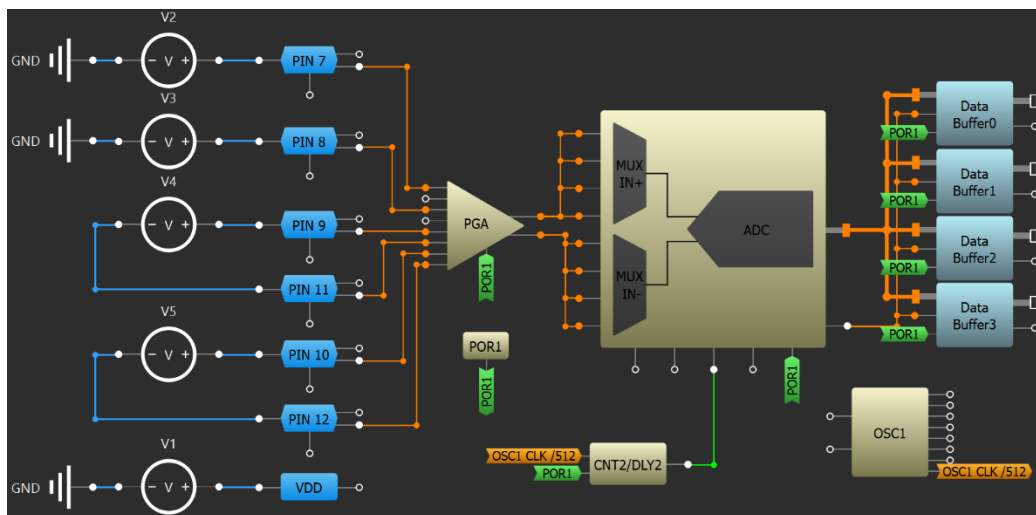 V2
GND
− V +
PIN 7
V3
GND
− V +
PIN 8
V4
− V +
PIN 9
PIN 11
V5
− V +
PIN 10
PIN 12
V1
GND
− V +
VDD
PGA
POR1
POR1
POR1
MUX
IN+
MUX
IN-
ADC
POR1
OSC1 CLK /512
POR1
CNT2/DLY2
Data
Buffer0
POR1
Data
Buffer1
POR1
Data
Buffer2
POR1
Data
Buffer3
POR1
OSC1
OSC1 CLK /512